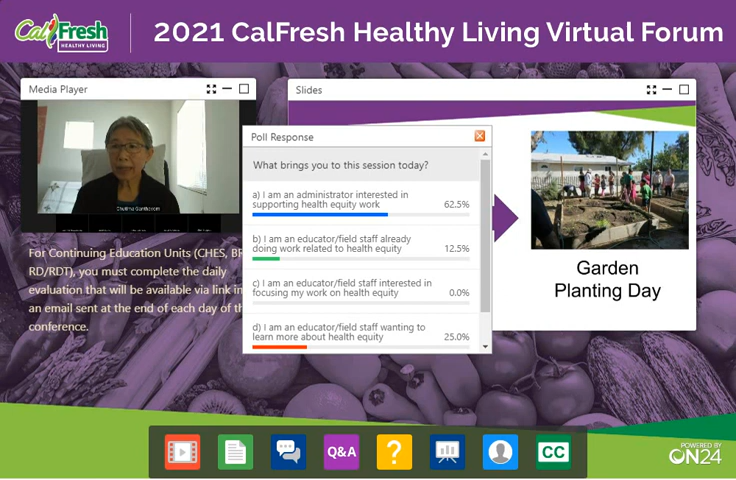 CalFresh
HEALTHY LIVING
2021 CalFresh Healthy Living Virtual Forum
Media Player
Slides
Poll Response
What brings you to this session today?
a) I am an administrator interested in
supporting health equity work
62.5%
b) I am an educator/field staff already
doing work related to health equity
12.5%
c) I am an educator/field staff interested in
focusing my work on health equity
0.0%
d) I am an educator/field staff wanting to
learn more about health equity
25.0%
For Continuing Education Units (CHES,
RD/RDT), you must complete the daily
evaluation that will be available via link in
an email sent at the end of each day of
conference.
Garden
Planting Day
Q&A
?
CC
POWERED BY
ON24